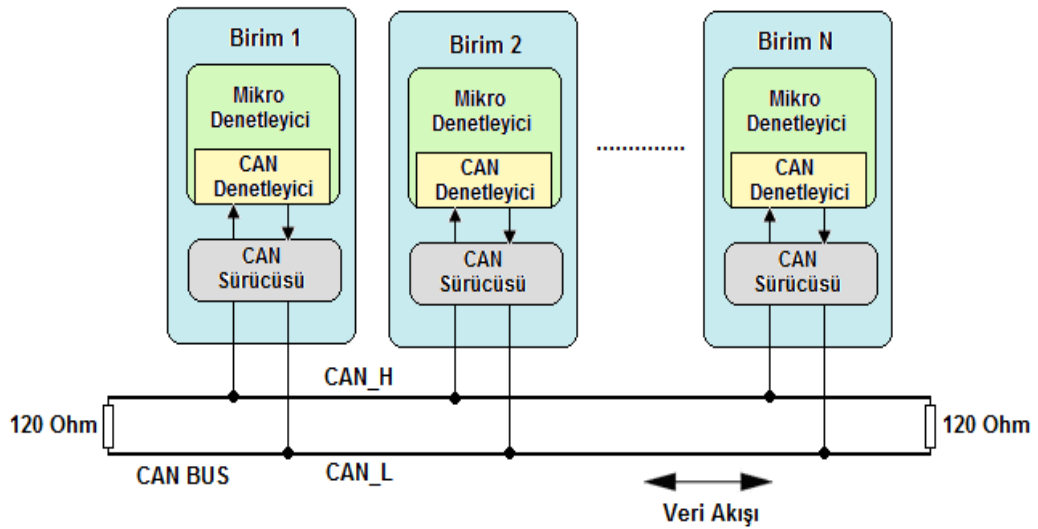 Birim 1
Mikro
Denetleyici
CAN
Denetleyici
CAN
Sürücüsü
Birim 2
Mikro
Denetleyici
CAN
Denetleyici
CAN
Sürücüsü
..............
Birim N
Mikro
Denetleyici
CAN
Denetleyici
CAN
Sürücüsü
CAN_H
120 Ohm
120 Ohm
CAN BUS
CAN_L
Veri Akışı